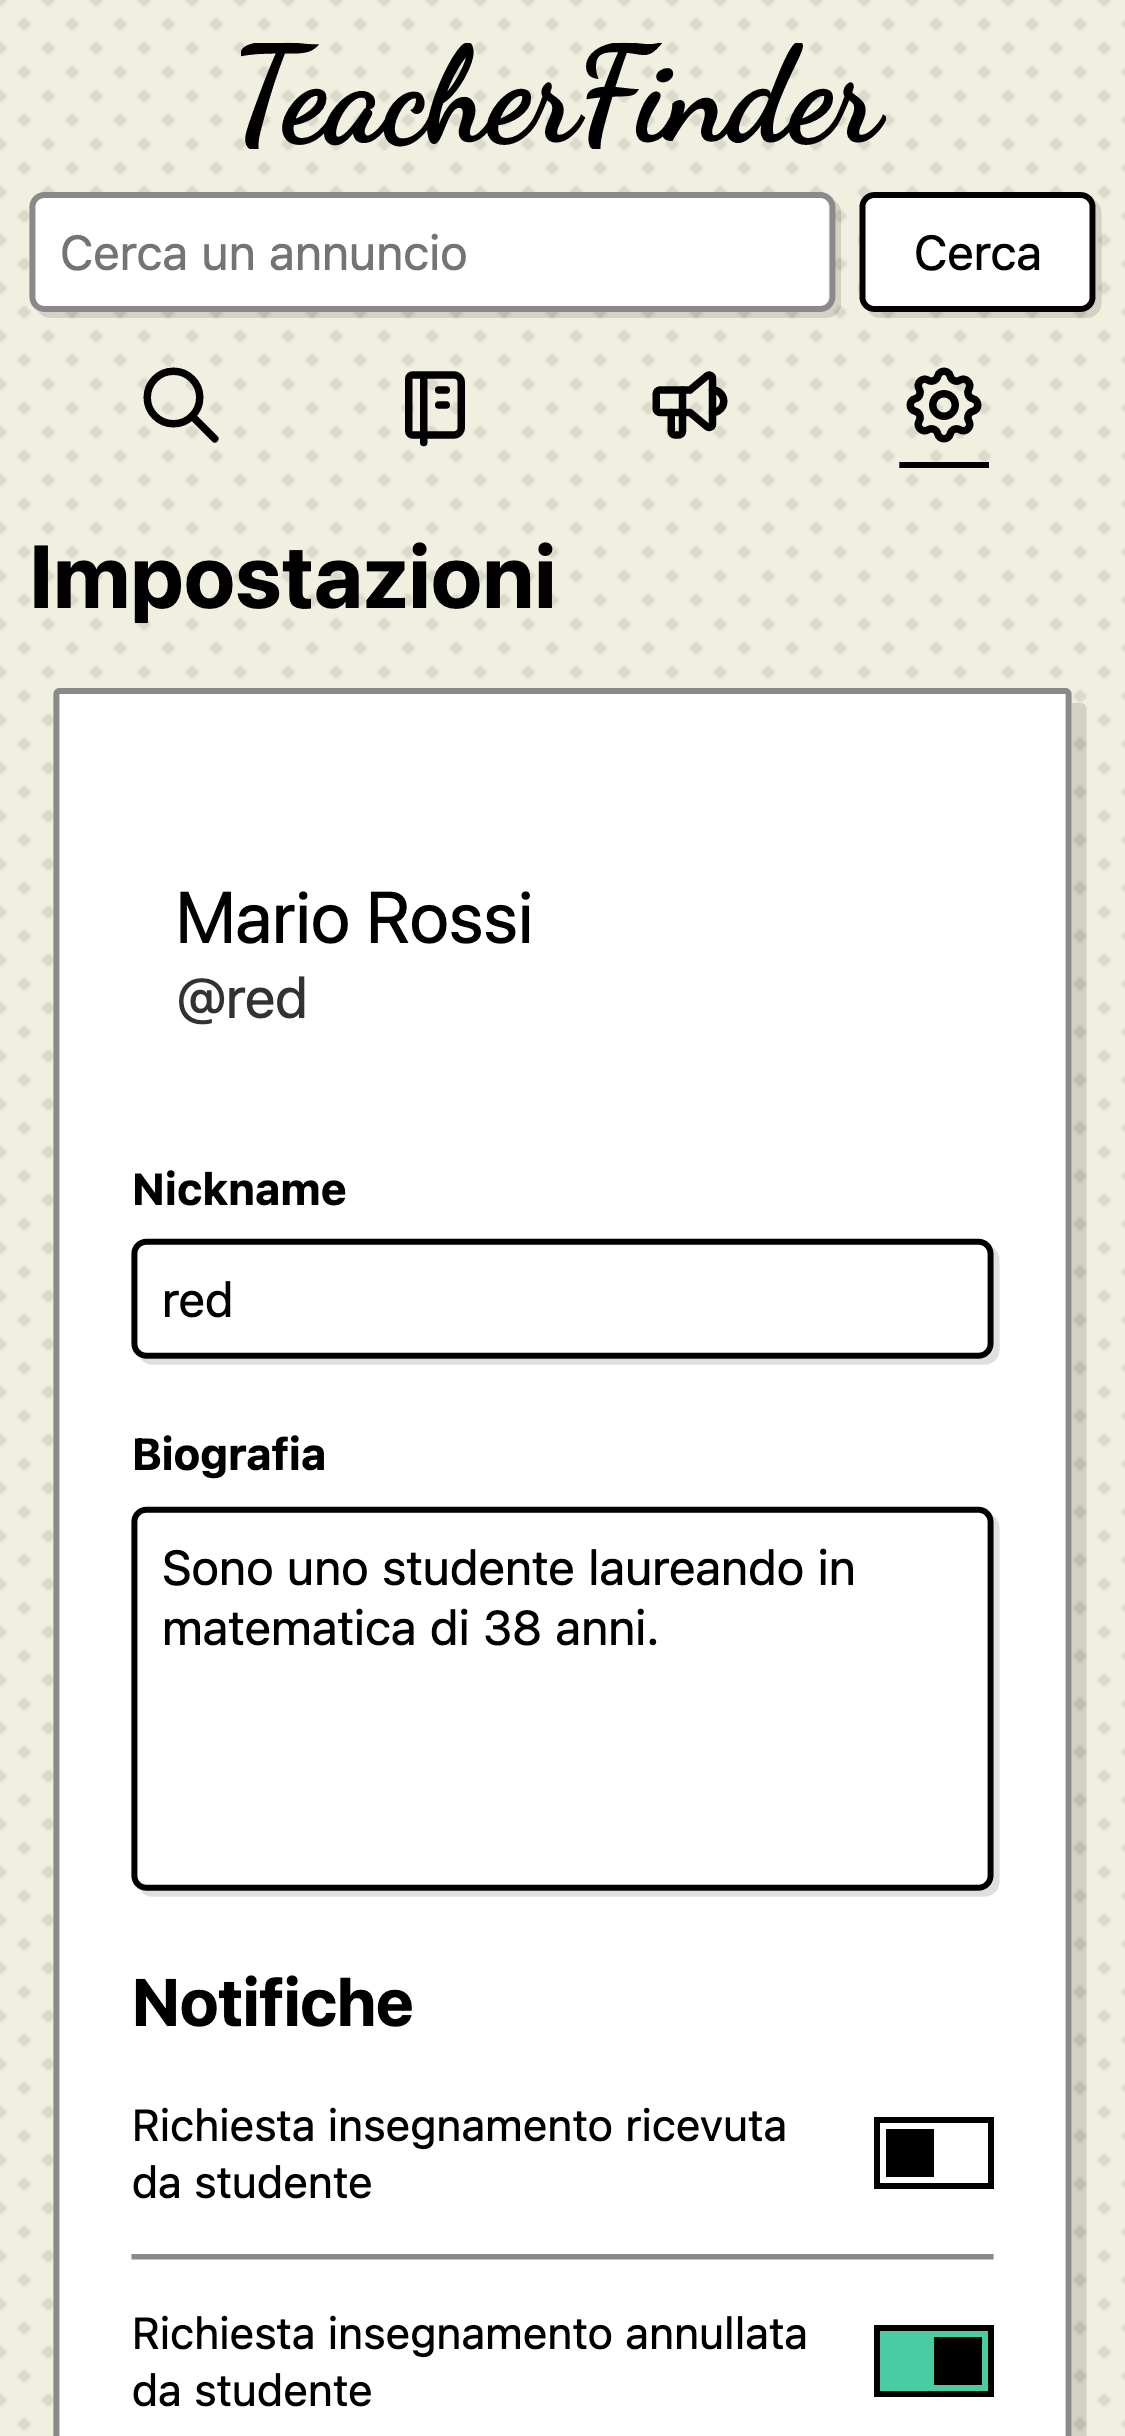 TeacherFinder
Cerca un annuncio
Cerca
Impostazioni
Mario Rossi
@red
Nickname
red
Biografia
Sono uno studente laureando in
matematica di 38 anni.
Notifiche
Richiesta insegnamento ricevuta
da studente
Richiesta insegnamento annullata
da studente